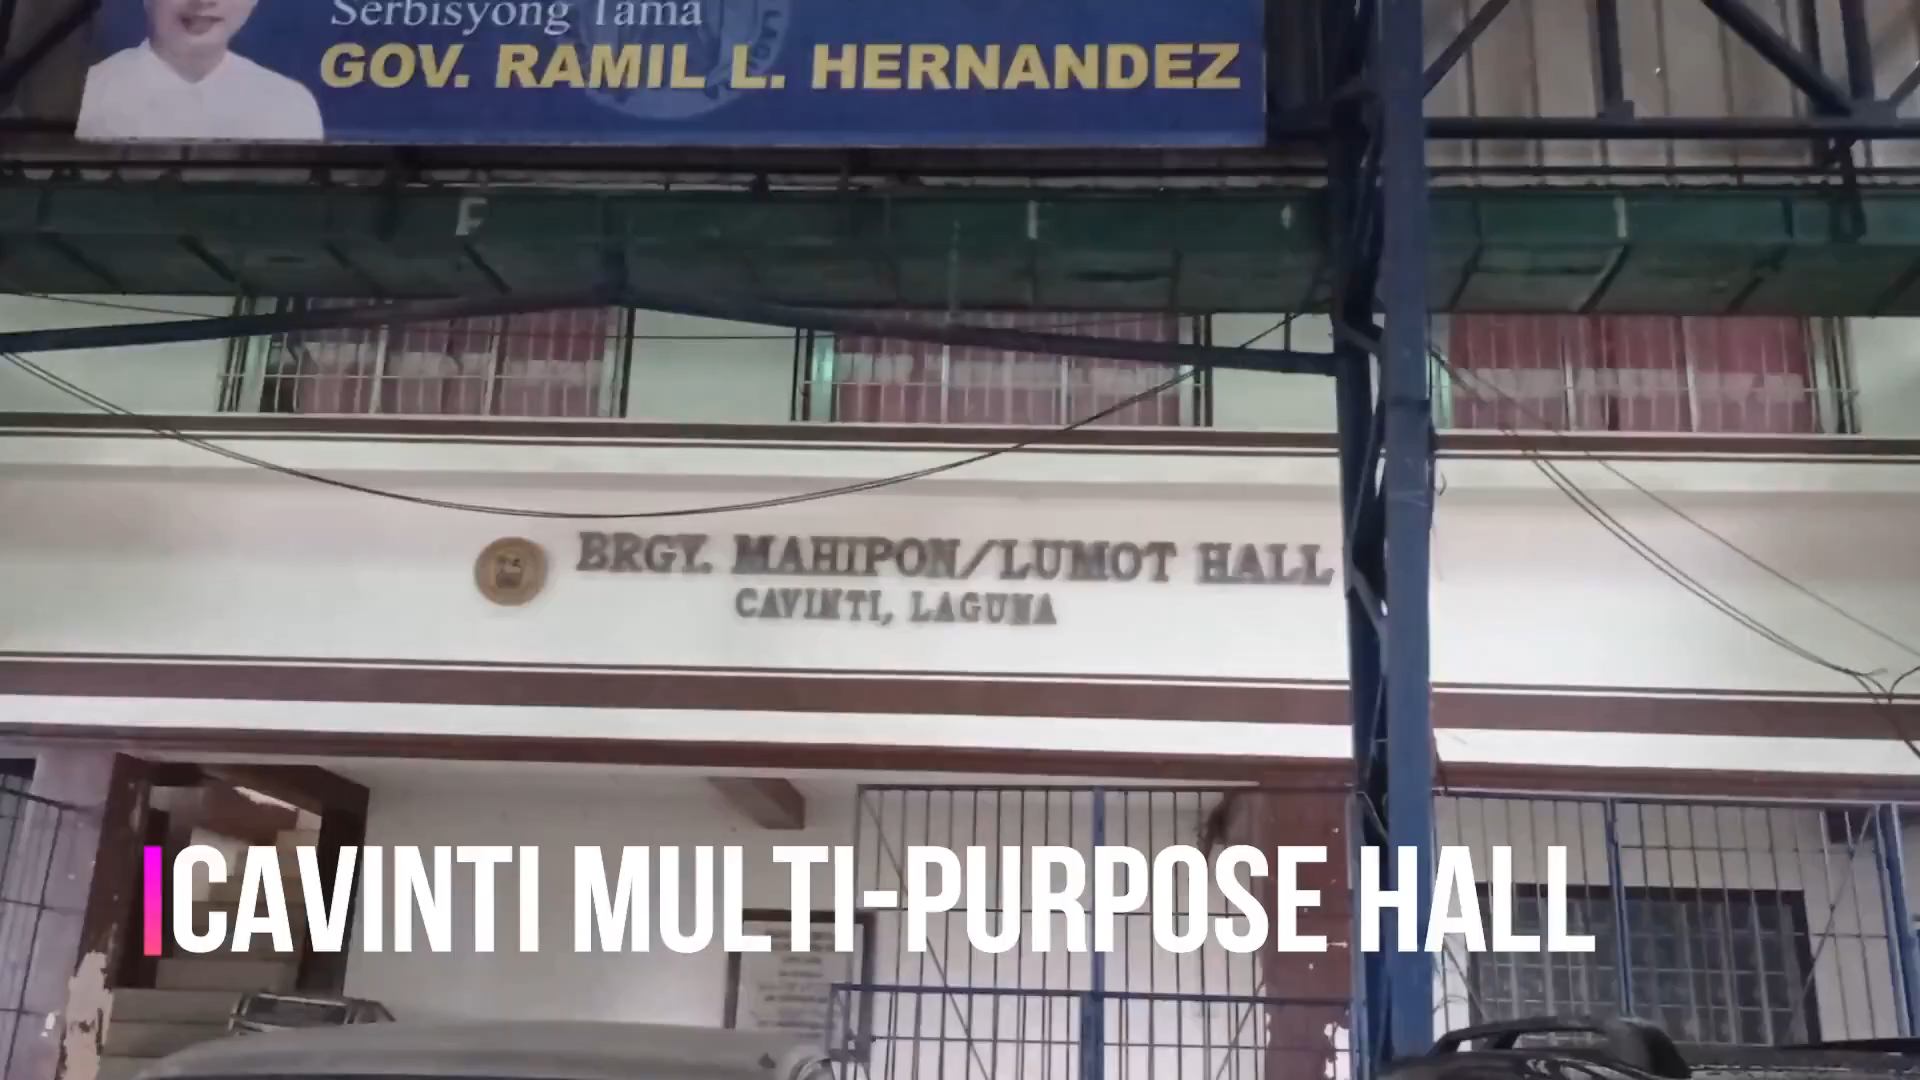 Serbisyong Tama
GOV. RAMIL L. HERNANDEZ
BRGY. MAHIPON/LUMOT HALL
CAVINTI, LAGUNA
CAVINTI MULTI-PURPOSE HALL